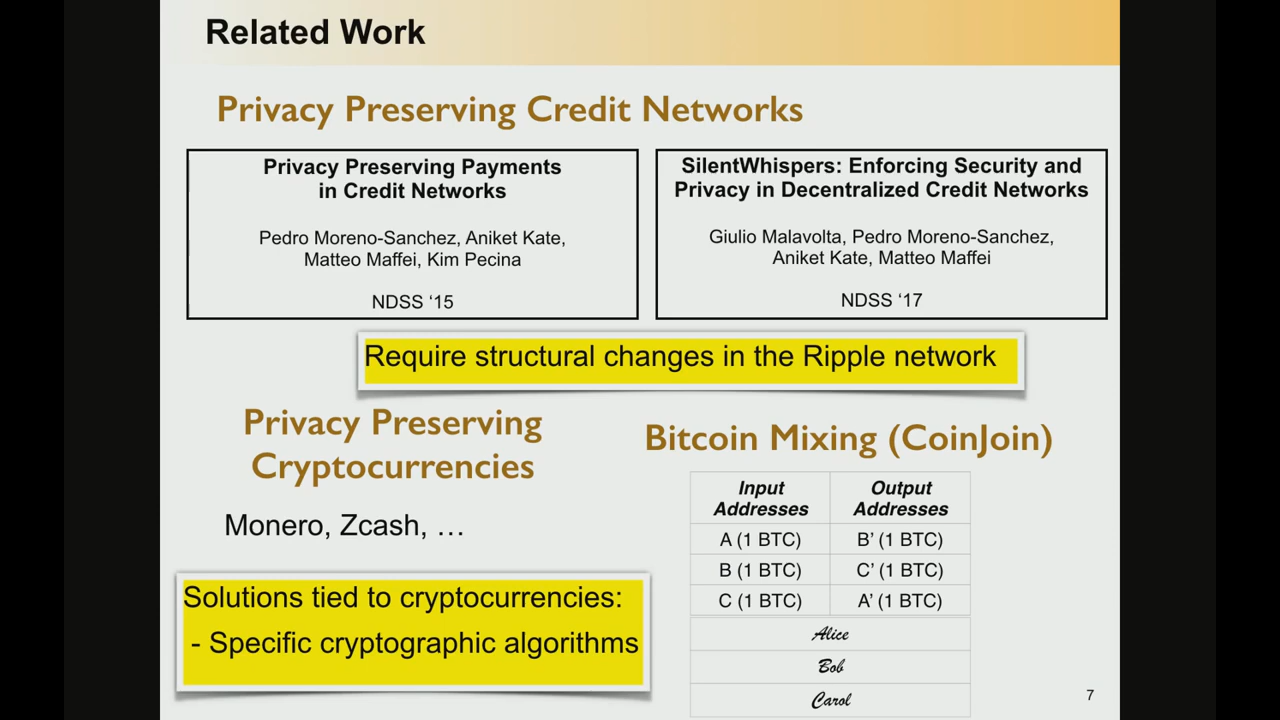 Related Work
Privacy Preserving Credit Networks
Privacy Preserving Payments
in Credit Networks
Pedro Moreno-Sanchez, Aniket Kate,
Matteo Maffei, Kim Pecina
NDSS ‘15
SilentWhispers: Enforcing Security and
Privacy in Decentralized Credit Networks
Giulio Malavolta, Pedro Moreno-Sanchez,
Aniket Kate, Matteo Maffei
NDSS ‘17
Require structural changes in the Ripple network
Privacy Preserving
Cryptocurrencies
Monero, Zcash, …
Solutions tied to cryptocurrencies:
- Specific cryptographic algorithms
Bitcoin Mixing (CoinJoin)
Input Addresses Output Addresses
A (1 BTC) B’ (1 BTC)
B (1 BTC) C’ (1 BTC)
C (1 BTC) A’ (1 BTC)
Alice
Bob
Carol
7